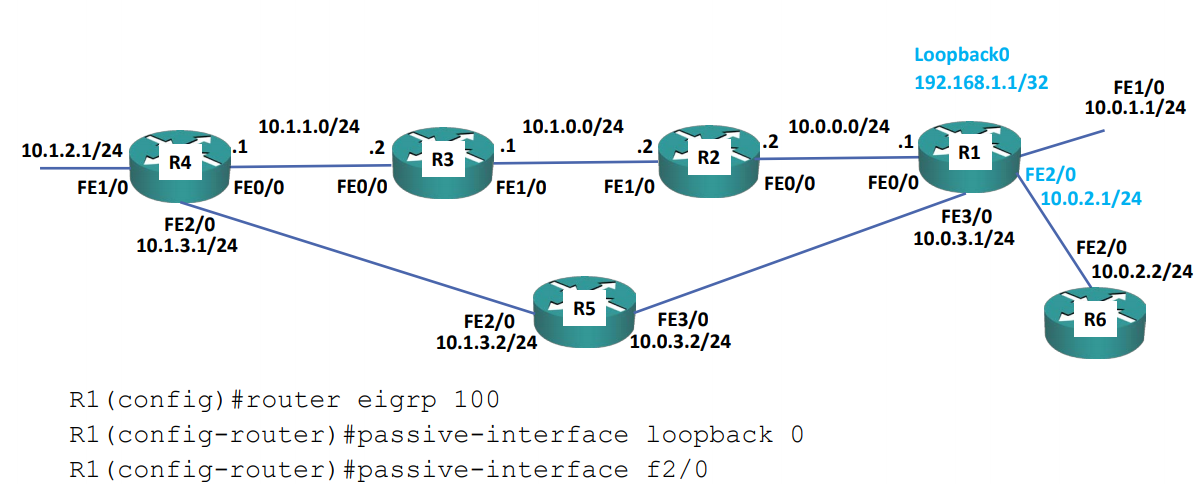 Loopback0
192.168.1.1/32
FE1/0
10.0.1.1/24
10.1.2.1/24
FE1/0
R4
.1
FE0/0
10.1.1.0/24
.2
FE0/0
R3
.1
FE1/0
10.1.0.0/24
.2
FE1/0
R2
.2
FE0/0
10.0.0.0/24
.1
FE0/0
R1
FE2/0
10.0.2.1/24
FE2/0
10.1.3.1/24
FE3/0
10.0.3.1/24
FE2/0
10.0.2.2/24
R6
FE2/0
10.1.3.2/24
R5
FE3/0
10.0.3.2/24
R1(config)#router eigrp 100
R1(config-router)#passive-interface loopback 0
R1(config-router)#passive-interface f2/0